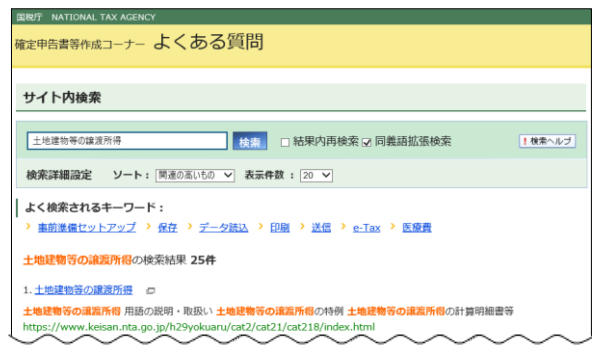 国税庁 NATIONAL TAX AGENCY
確定申告書等作成コーナー よくある質問
サイト内検索
土地建物等の譲渡所得 検索 結果内再検索 同義語拡張検索 ! 検索ヘルプ
検索詳細設定 ソート： 関連の高いもの 表示件数 ： 20
よく検索されるキーワード：
事前準備セットアップ 保存 データ読込 印刷 送信 e-Tax 医療費
土地建物等の譲渡所得の検索結果 25件
1. 土地建物等の譲渡所得
土地建物等の譲渡所得 用語の説明・取扱い 土地建物等の譲渡所得の特例 土地建物等の譲渡所得の計算明細書等
https://www.keisan.nta.go.jp/h29yokuaru/cat2/cat21/cat218/index.html